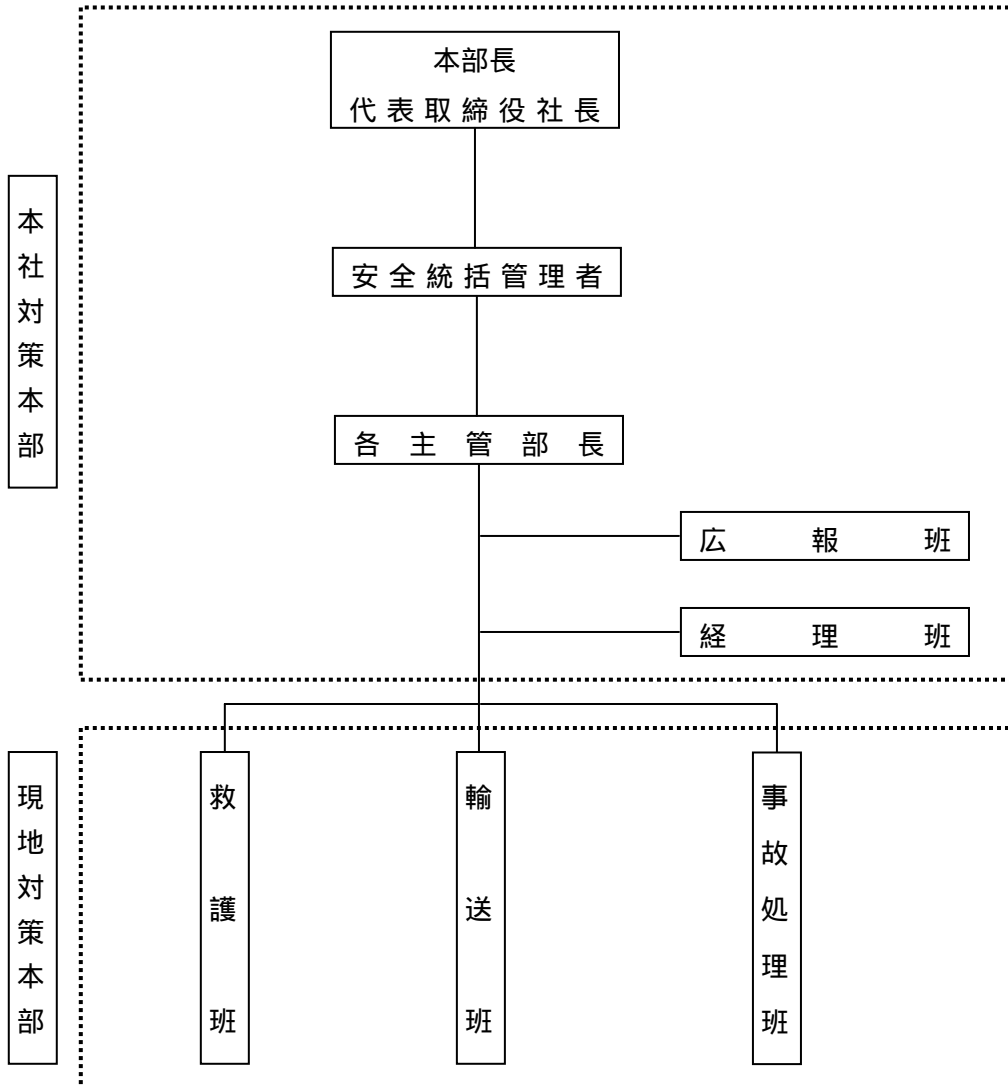 本部長
代表取締役社長
本社対策本部
安全統括管理者
各主管部長
広報班
経理班
現地対策本部
救護班
輸送班
事故処理班